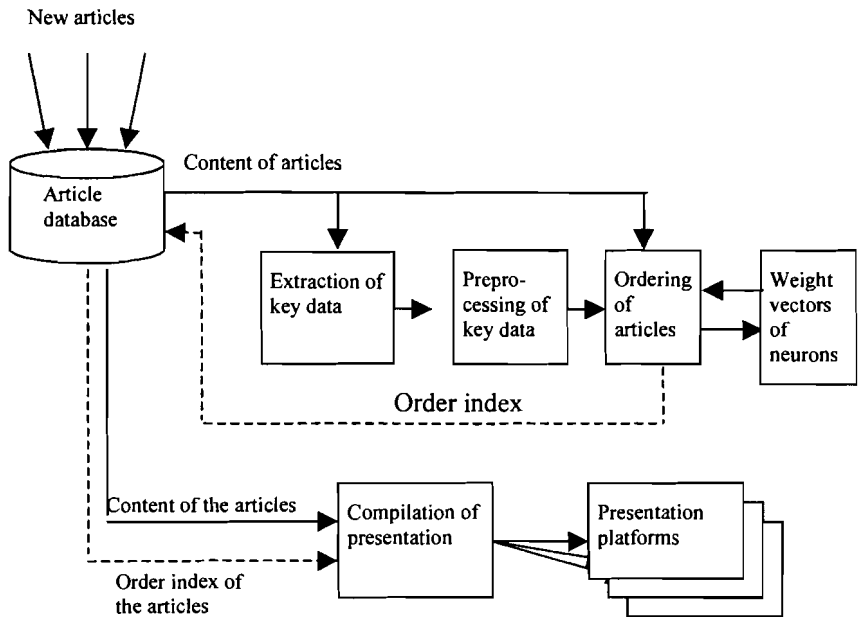 New articles
Content of articles
Article
database
Extraction of
key data
Prepro-
cessing of
key data
Ordering
of
articles
Weight
vectors
of
neurons
Order index
Content of the articles
Compilation of
presentation
Presentation
platforms
Order index of
the articles